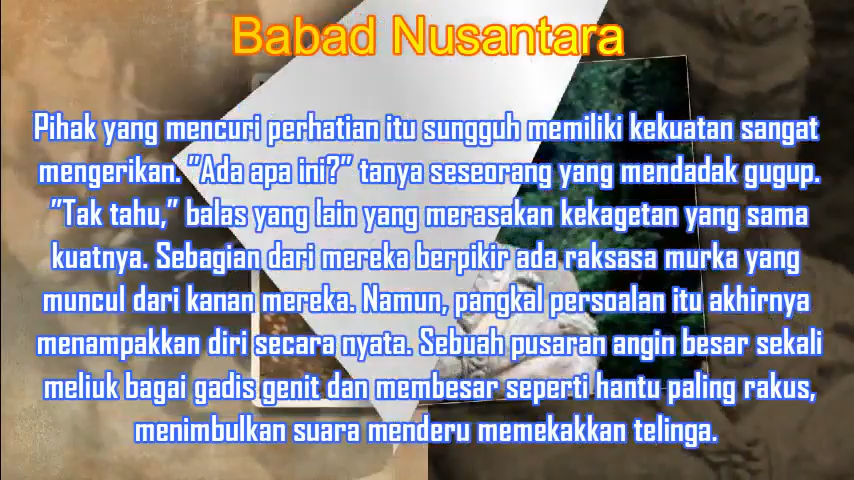 Babad Nusantara
Pihak yang mencuri perhatian itu sungguh memiliki kekuatan sangat
mengerikan. "Ada apa ini?" tanya seseorang yang mendadak gugup.
"Tak tahu," balas yang lain yang merasakan kekagetan yang sama
kuatnya. Sebagian dari mereka berpikir ada raksasa murka yang
muncul dari kanan mereka. Namun, pangkal persoalan itu akhirnya
menampakkan diri secara nyata. Sebuah pusaran angin besar sekali
meliuk bagai gadis genit dan membesar seperti hantu paling rakus,
menimbulkan suara menderu memekakkan telinga.